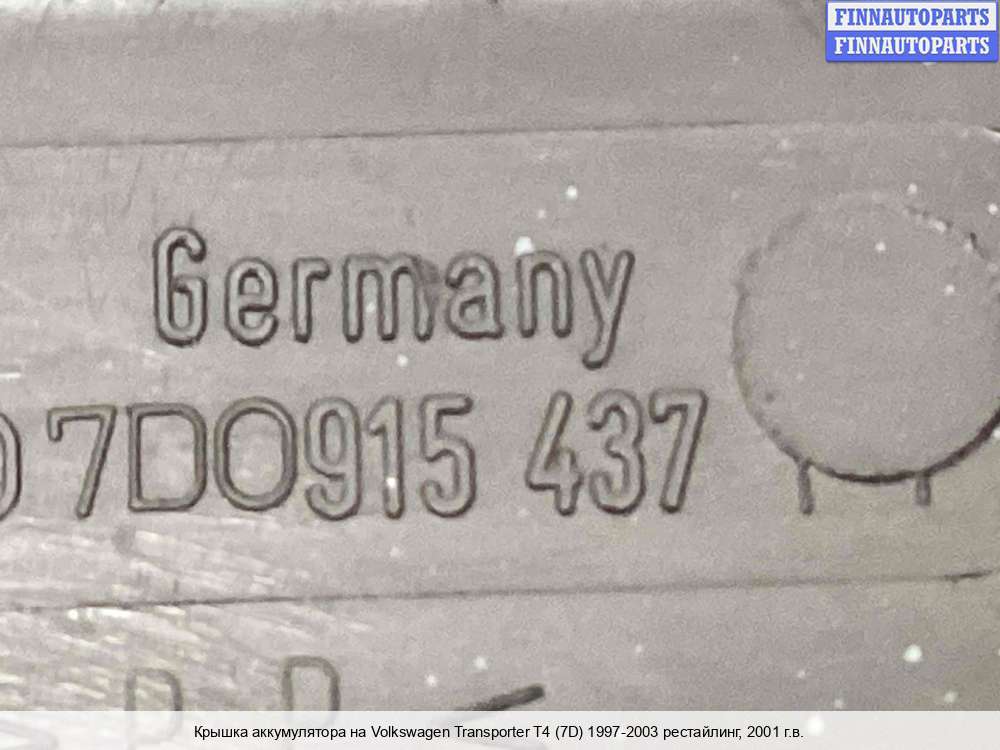 FINNAUTOPARTS
FINNAUTOPARTS
Germany
7D0915 437
Крышка аккумулятора на Volkswagen Transporter T4 (7D) 1997-2003 рестайлинг, 2001 г.в.